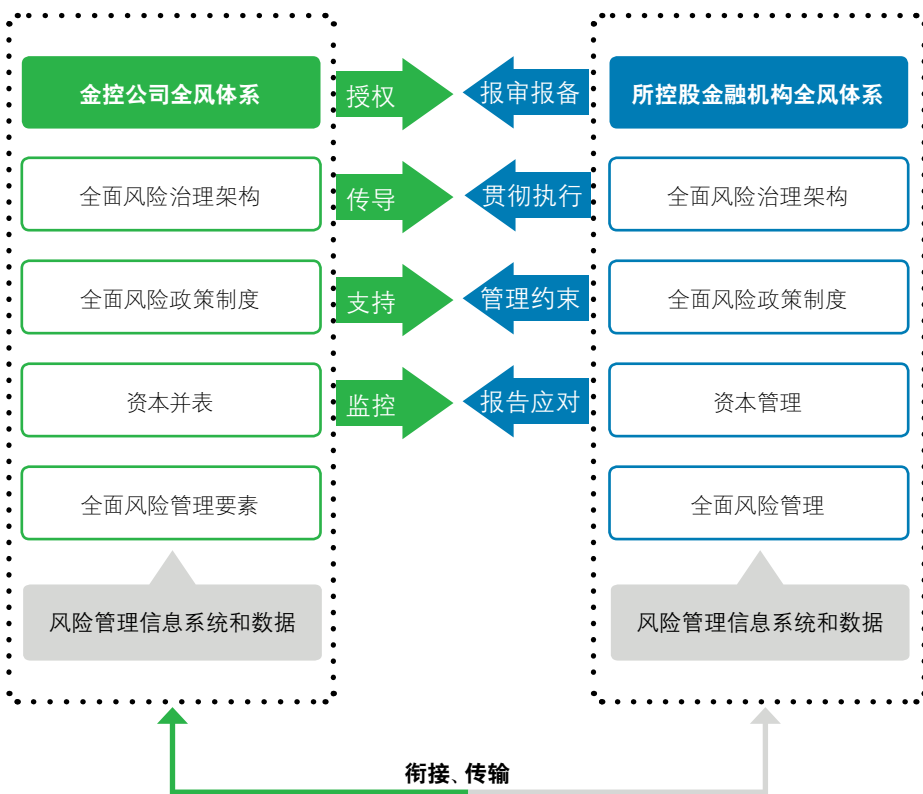 金控公司全风体系
授权
报审报备
所控股金融机构全风体系
全面风险治理架构
传导
贯彻执行
全面风险治理架构
全面风险政策制度
支持
管理约束
全面风险政策制度
资本并表
监控
报告应对
资本管理
全面风险管理要素
全面风险管理
风险管理信息系统和数据
风险管理信息系统和数据
衔接、传输